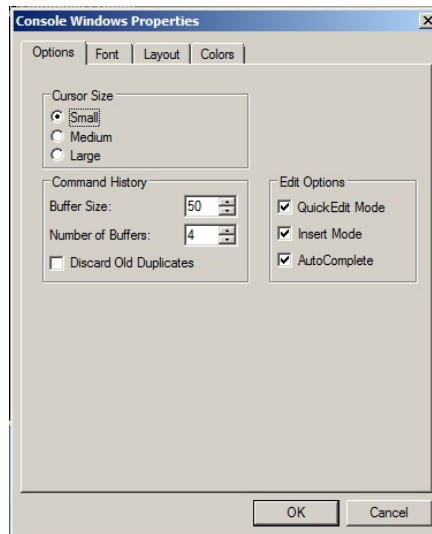 Console Windows Properties
Options Font Layout Colors
Cursor Size
Small
Medium
Large
Command History
Buffer Size: 50
Number of Buffers: 4
Discard Old Duplicates
Edit Options
QuickEdit Mode
Insert Mode
AutoComplete
OK Cancel